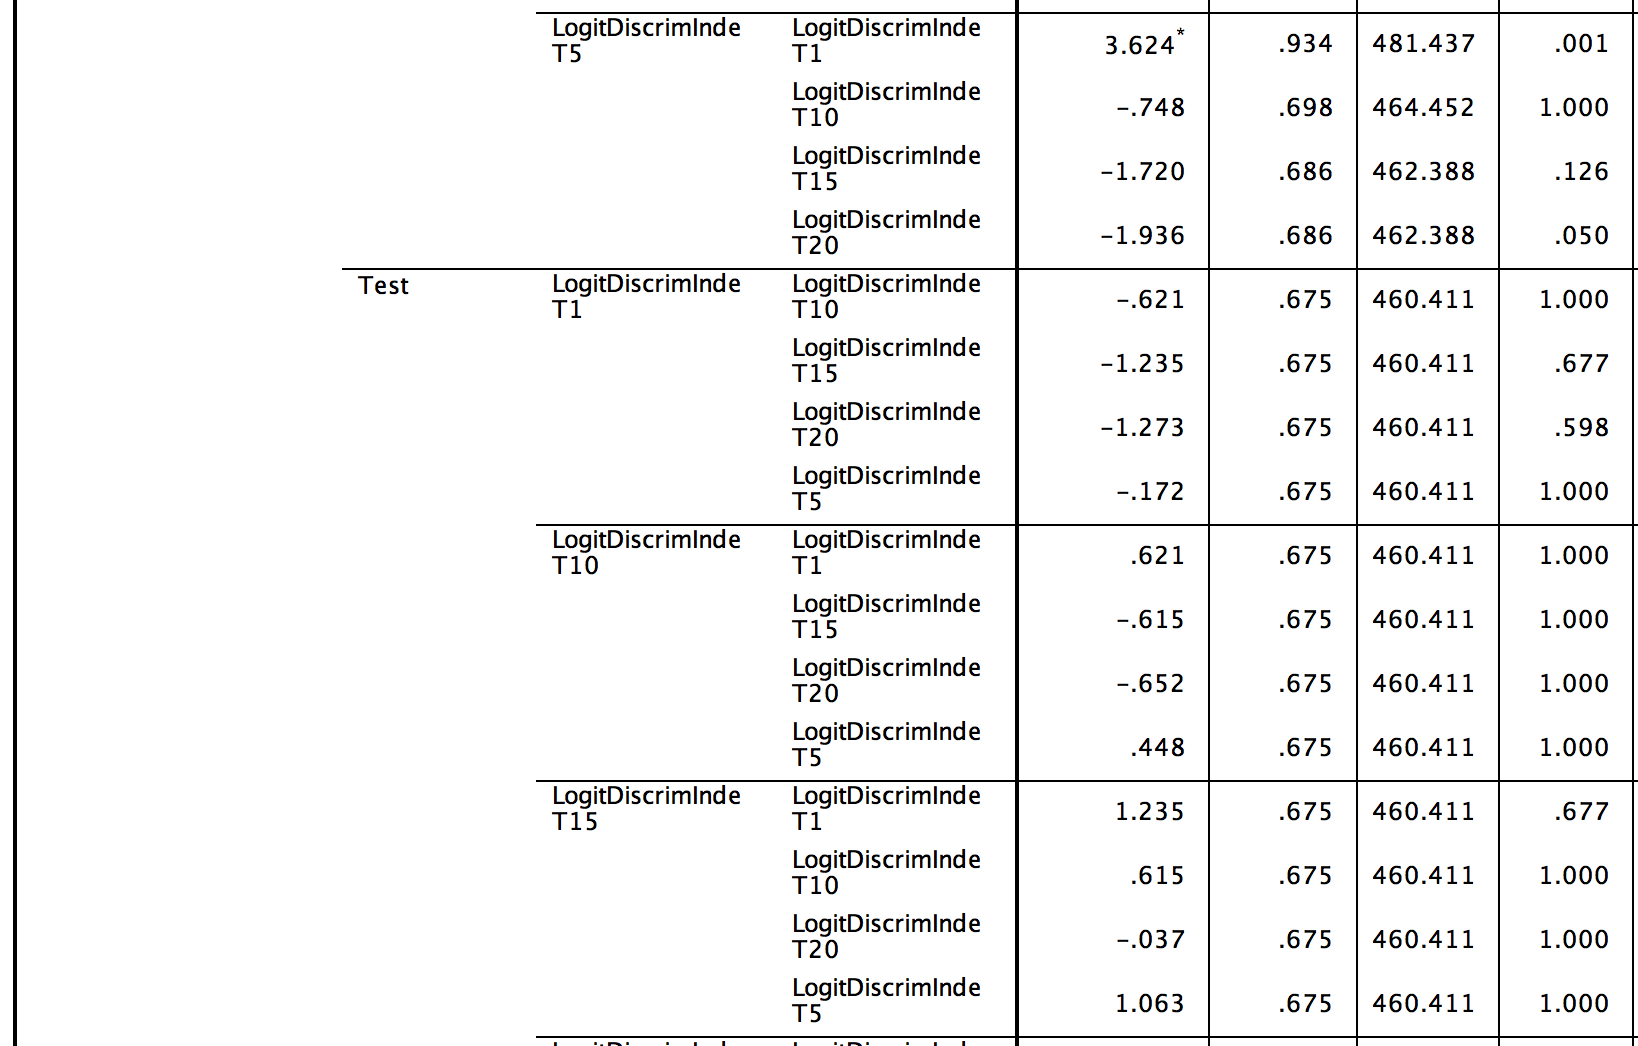 LogitDiscrimInde LogitDiscrimInde
T5 T1 3.624* .934 481.437 .001
LogitDiscrimInde
T10 -.748 .698 464.452 1.000
LogitDiscrimInde
T15 -1.720 .686 462.388 .126
LogitDiscrimInde
T20 -1.936 .686 462.388 .050
Test LogitDiscrimInde LogitDiscrimInde
T1 T10 -.621 .675 460.411 1.000
LogitDiscrimInde
T15 -1.235 .675 460.411 .677
LogitDiscrimInde
T20 -1.273 .675 460.411 .598
LogitDiscrimInde
T5 -.172 .675 460.411 1.000
LogitDiscrimInde LogitDiscrimInde
T10 T1 .621 .675 460.411 1.000
LogitDiscrimInde
T15 -.615 .675 460.411 1.000
LogitDiscrimInde
T20 -.652 .675 460.411 1.000
LogitDiscrimInde
T5 .448 .675 460.411 1.000
LogitDiscrimInde LogitDiscrimInde
T15 T1 1.235 .675 460.411 .677
LogitDiscrimInde
T10 .615 .675 460.411 1.000
LogitDiscrimInde
T20 -.037 .675 460.411 1.000
LogitDiscrimInde
T5 1.063 .675 460.411 1.000